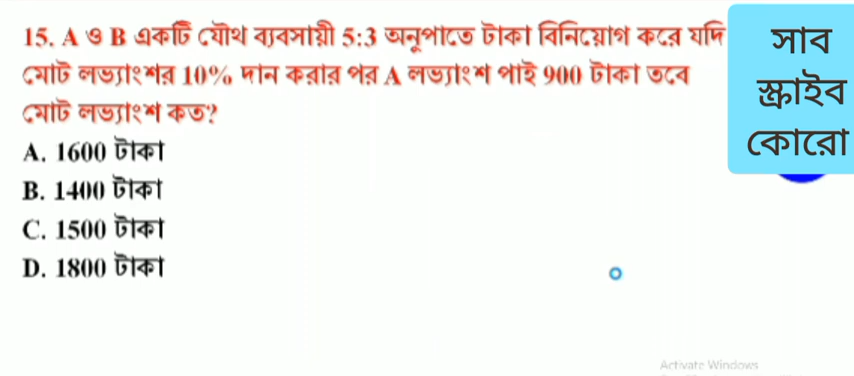 15. A ও B একটি যৌথ ব্যবসায়ী 5:3 অনুপাতে টাকা বিনিয়োগ করে যদি
মোট লভ্যাংশর 10% দান করার পর A লভ্যাংশ পাই 900 টাকা তবে
মোট লভ্যাংশ কত?
A. 1600 টাকা
B. 1400 টাকা
C. 1500 টাকা
D. 1800 টাকা
সাব
স্ক্রাইব
কোরো
Activate Windows